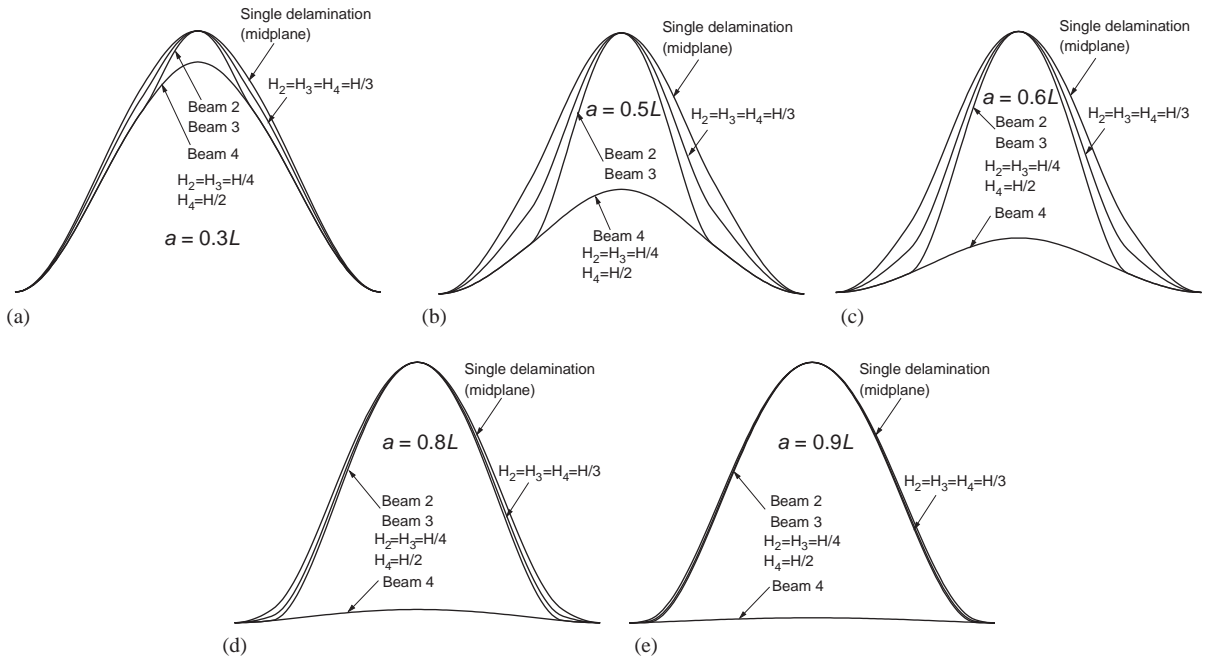 Single delamination
(midplane)
H₂=H₃=H₄=H/3
Beam 2
Beam 3
Beam 4
H₂=H₃=H/4
H₄=H/2
a = 0.3L
(a)
Single delamination
(midplane)
a = 0.5L
H₂=H₃=H₄=H/3
Beam 2
Beam 3
Beam 4
H₂=H₃=H/4
H₄=H/2
(b)
Single delamination
(midplane)
a = 0.6L
H₂=H₃=H₄=H/3
Beam 2
Beam 3
H₂=H₃=H/4
H₄=H/2
Beam 4
(c)
Single delamination
(midplane)
a = 0.8L
H₂=H₃=H₄=H/3
Beam 2
Beam 3
H₂=H₃=H/4
H₄=H/2
Beam 4
(d)
Single delamination
(midplane)
a = 0.9L
H₂=H₃=H₄=H/3
Beam 2
Beam 3
H₂=H₃=H/4
H₄=H/2
Beam 4
(e)